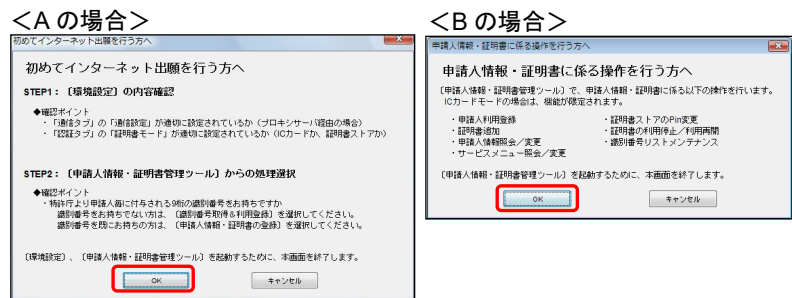 ＜Aの場合＞
初めてインターネット出願を行う方へ
初めてインターネット出願を行う方へ
STEP1：〔環境設定〕の内容確認
◆確認ポイント
・「通信タブ」の「通信設定」が適切に設定されているか（プロキシサーバ経由の場合）
・「認証タブ」の「証明書モード」が適切に設定されているか（ICカードか、証明書ストアか）
STEP2：〔申請人情報・証明書管理ツール〕からの処理選択
◆確認ポイント
・特許庁より申請人毎に付与される9桁の識別番号をお持ちですか
識別番号をお持ちでない方は、〔識別番号取得&利用登録〕を選択してください。
識別番号を既にお持ちの方は、〔申請人情報・証明書の登録〕を選択してください。
〔環境設定〕、〔申請人情報・証明書管理ツール〕を起動するために、本画面を終了します。
OK
キャンセル
＜Bの場合＞
申請人情報・証明書に係る操作を行う方へ
申請人情報・証明書に係る操作を行う方へ
〔申請人情報・証明書管理ツール〕で、申請人情報・証明書に係る以下の操作を行います。
ICカードモードの場合は、機能が限定されます。
・申請人利用登録
・証明書追加
・申請人情報照会／変更
・サービスメニュー照会／変更
・証明書ストアのPin変更
・証明書の利用停止／利用再開
・識別番号リストメンテナンス
〔申請人情報・証明書管理ツール〕を起動するために、本画面を終了します。
OK
キャンセル